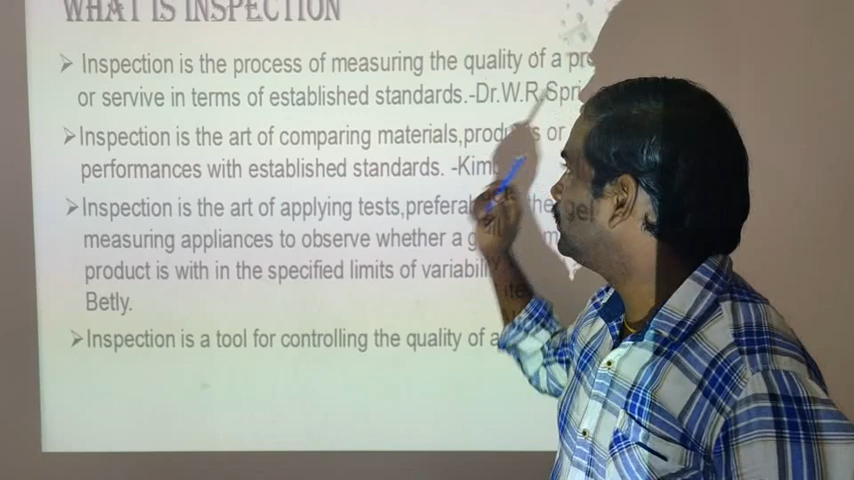 WHAT IS INSPECTION
Inspection is the process of measuring the quality of a
or servive in terms of established standards.-Dr.W.R.
Inspection is the art of comparing materials, or
performances with established standards. -
Inspection is the art of applying tests, the
measuring appliances to observe whether a
product is with in the specified limits of
Betly.
Inspection is a tool for controlling the quality of